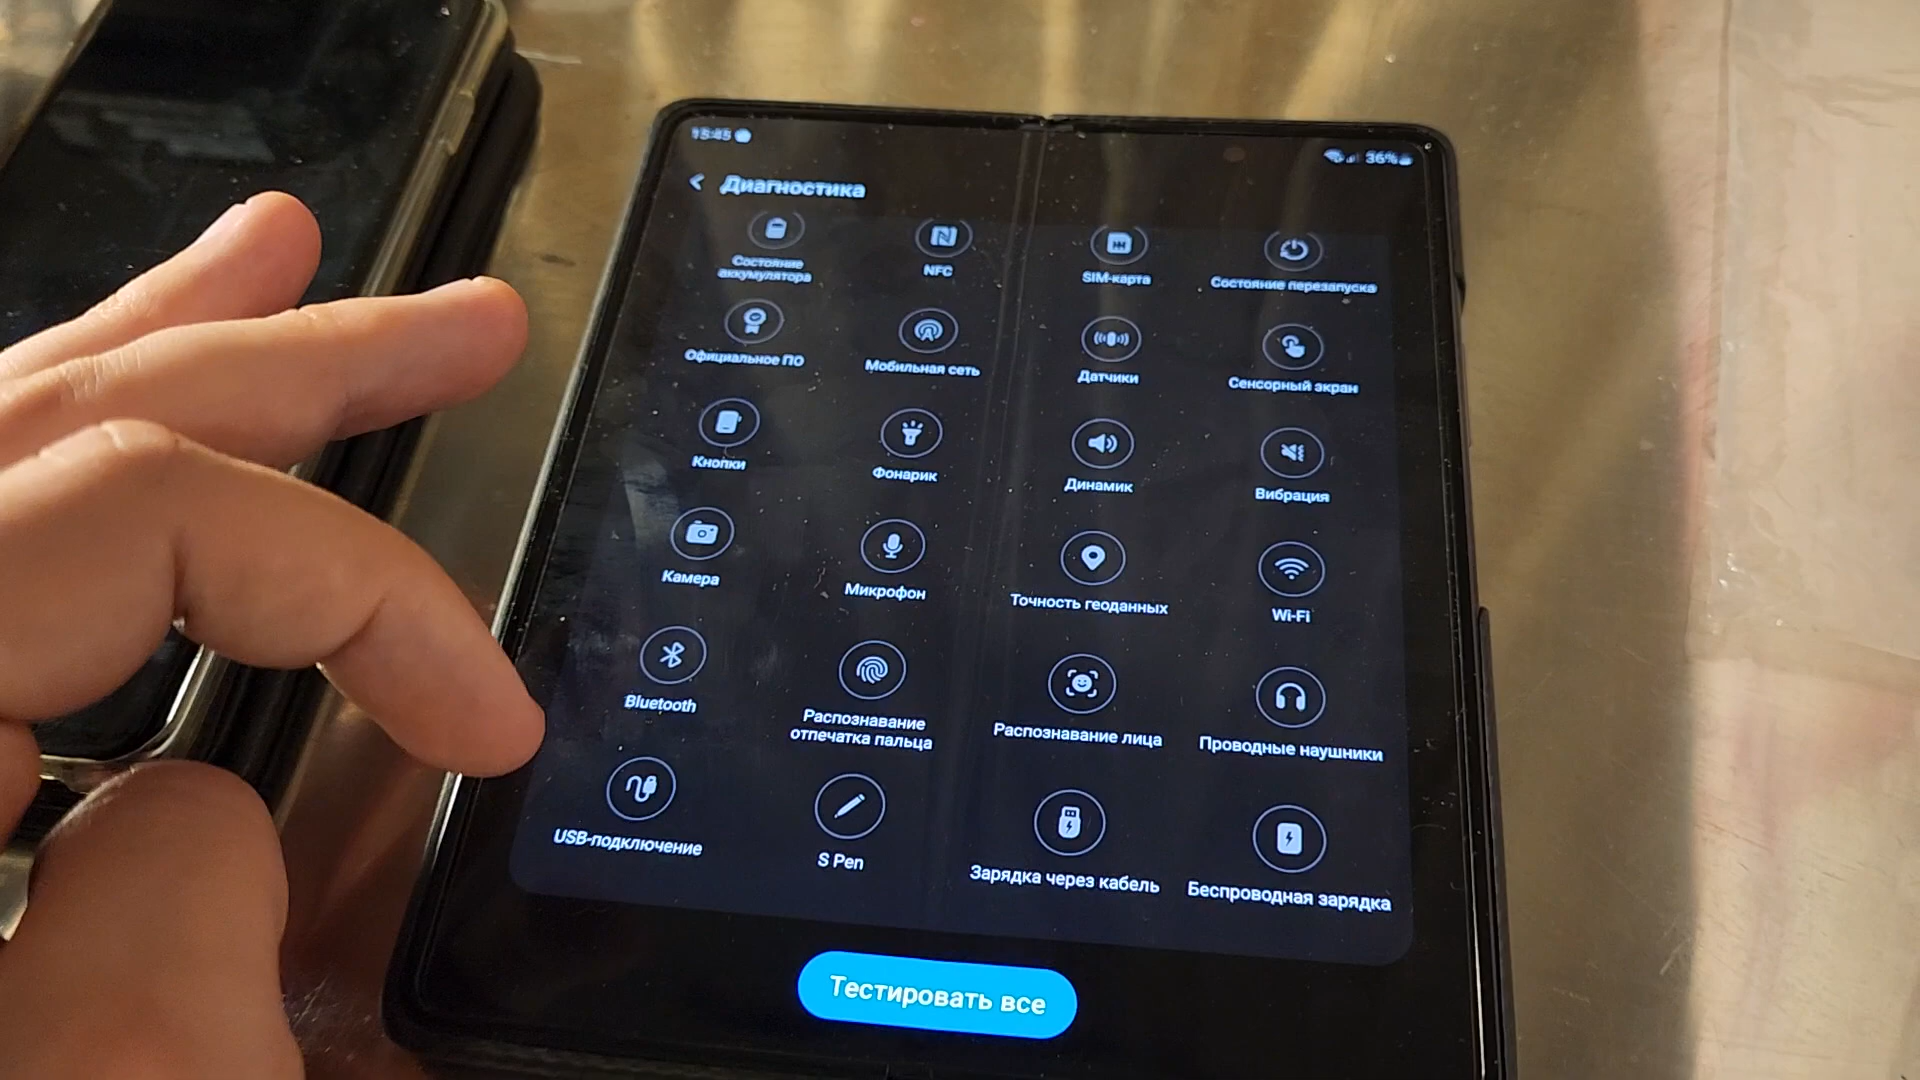 15:45
36%
Диагностика
Состояние
аккумулятора
NFC
SIM-карта
Состояние перезапуска
Официальное ПО
Мобильная сеть
Датчики
Сенсорный экран
Кнопки
Фонарик
Динамик
Вибрация
Камера
Микрофон
Точность геоданных
Wi-Fi
Bluetooth
Распознавание
отпечатка пальца
Распознавание лица
Проводные наушники
USB-подключение
S Pen
Зарядка через кабель
Беспроводная зарядка
Тестировать все